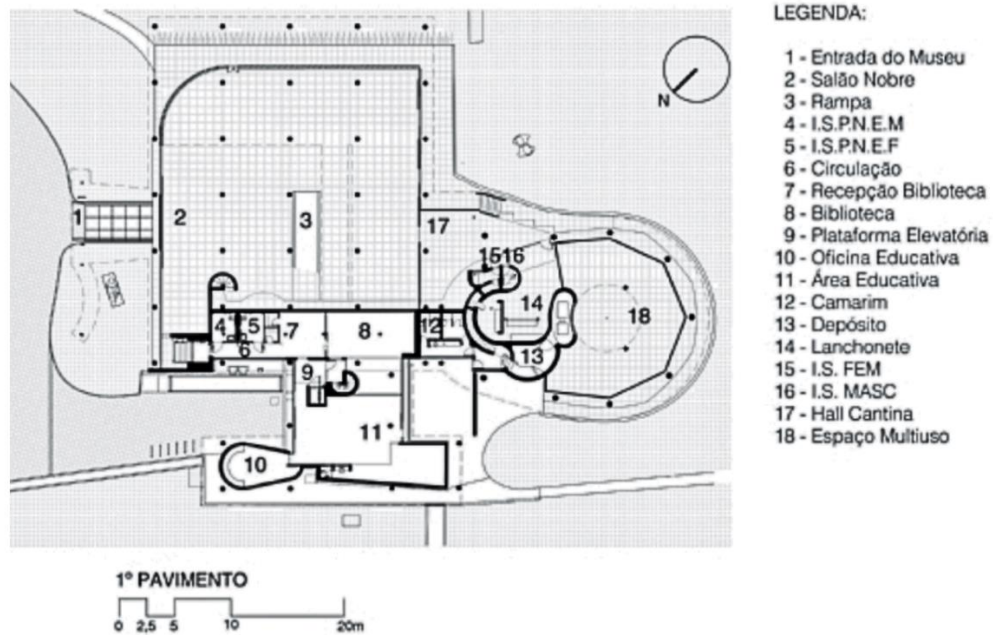 LEGENDA:
1 - Entrada do Museu
2 - Salão Nobre
3 - Rampa
4 - I.S.P.N.E.M
5 - I.S.P.N.E.F
6 - Circulação
7 - Recepção Biblioteca
8 - Biblioteca
9 - Plataforma Elevatória
10 - Oficina Educativa
11 - Área Educativa
12 - Camarim
13 - Depósito
14 - Lanchonete
15 - I.S. FEM
16 - I.S. MASC
17 - Hall Cantina
18 - Espaço Multiuso
N
1
2
3
17
15 16
14
18
4
5
7
8
12
6
13
9
11
10
1º PAVIMENTO
0 2,5 5 10 20m